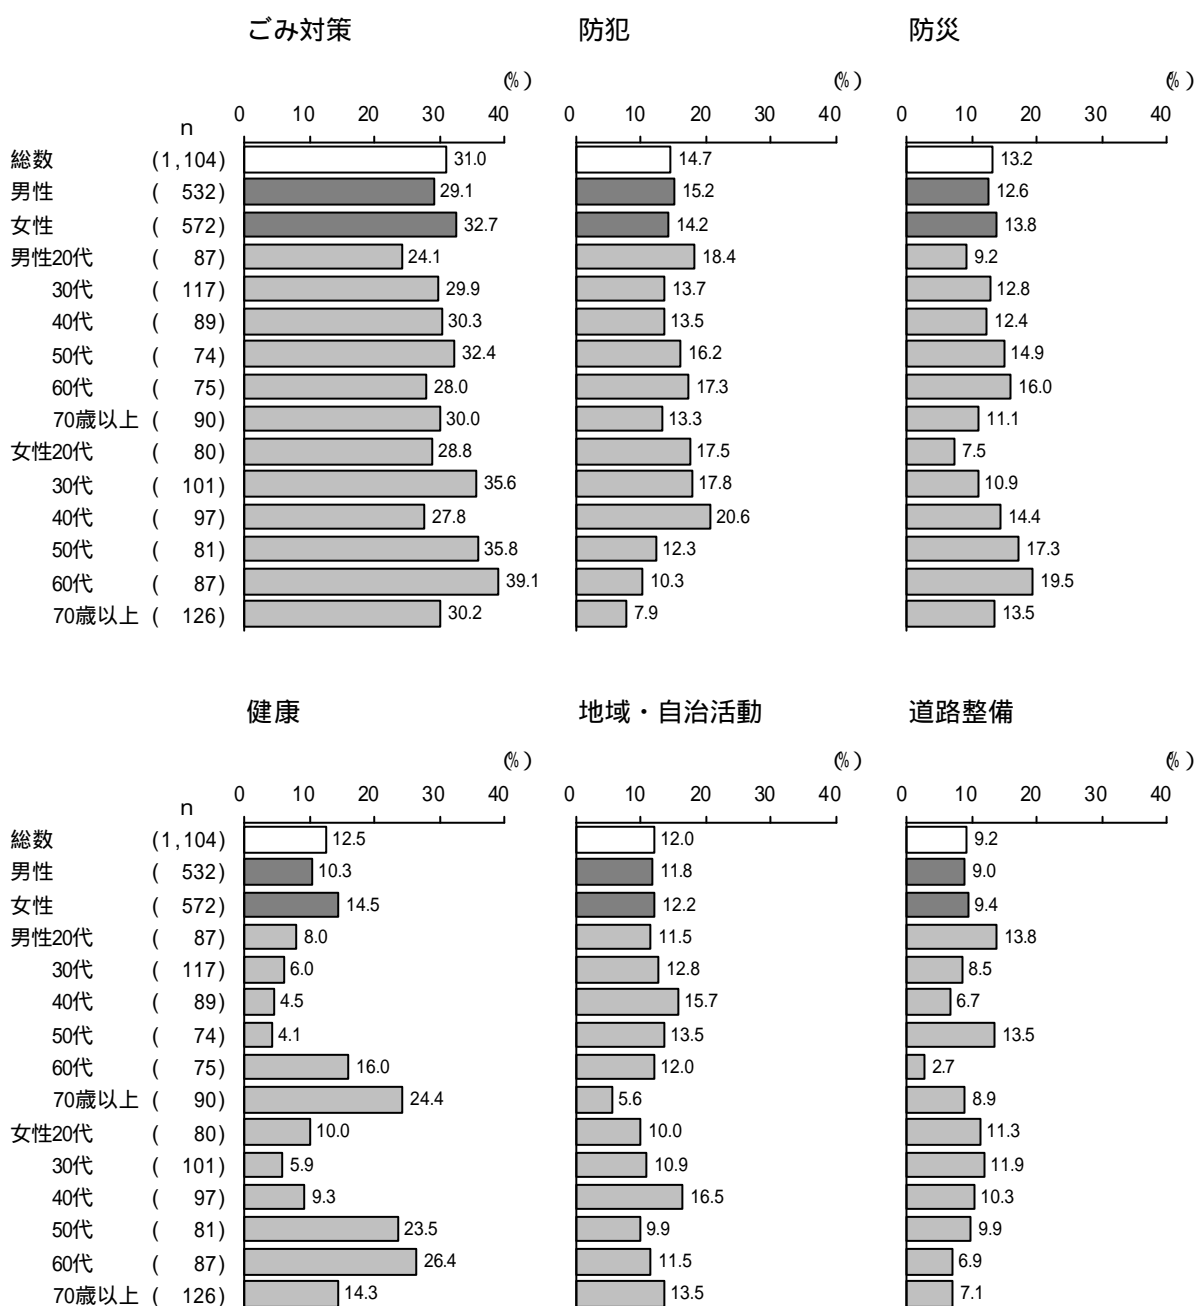 ごみ対策 防犯 防災
(%) (%) (%)
0 10 20 30 40 0 10 20 30 40 0 10 20 30 40
n
総数 (1,104) 31.0 14.7 13.2
男性 ( 532) 29.1 15.2 12.6
女性 ( 572) 32.7 14.2 13.8
男性20代 ( 87) 24.1 18.4 9.2
30代 ( 117) 29.9 13.7 12.8
40代 ( 89) 30.3 13.5 12.4
50代 ( 74) 32.4 16.2 14.9
60代 ( 75) 28.0 17.3 16.0
70歳以上 ( 90) 30.0 13.3 11.1
女性20代 ( 80) 28.8 17.5 7.5
30代 ( 101) 35.6 17.8 10.9
40代 ( 97) 27.8 20.6 14.4
50代 ( 81) 35.8 12.3 17.3
60代 ( 87) 39.1 10.3 19.5
70歳以上 ( 126) 30.2 7.9 13.5
健康 地域・自治活動 道路整備
(%) (%) (%)
0 10 20 30 40 0 10 20 30 40 0 10 20 30 40
n
総数 (1,104) 12.5 12.0 9.2
男性 ( 532) 10.3 11.8 9.0
女性 ( 572) 14.5 12.2 9.4
男性20代 ( 87) 8.0 11.5 13.8
30代 ( 117) 6.0 12.8 8.5
40代 ( 89) 4.5 15.7 6.7
50代 ( 74) 4.1 13.5 13.5
60代 ( 75) 16.0 12.0 2.7
70歳以上 ( 90) 24.4 5.6 8.9
女性20代 ( 80) 10.0 10.0 11.3
30代 ( 101) 5.9 10.9 11.9
40代 ( 97) 9.3 16.5 10.3
50代 ( 81) 23.5 9.9 9.9
60代 ( 87) 26.4 11.5 6.9
70歳以上 ( 126) 14.3 13.5 7.1